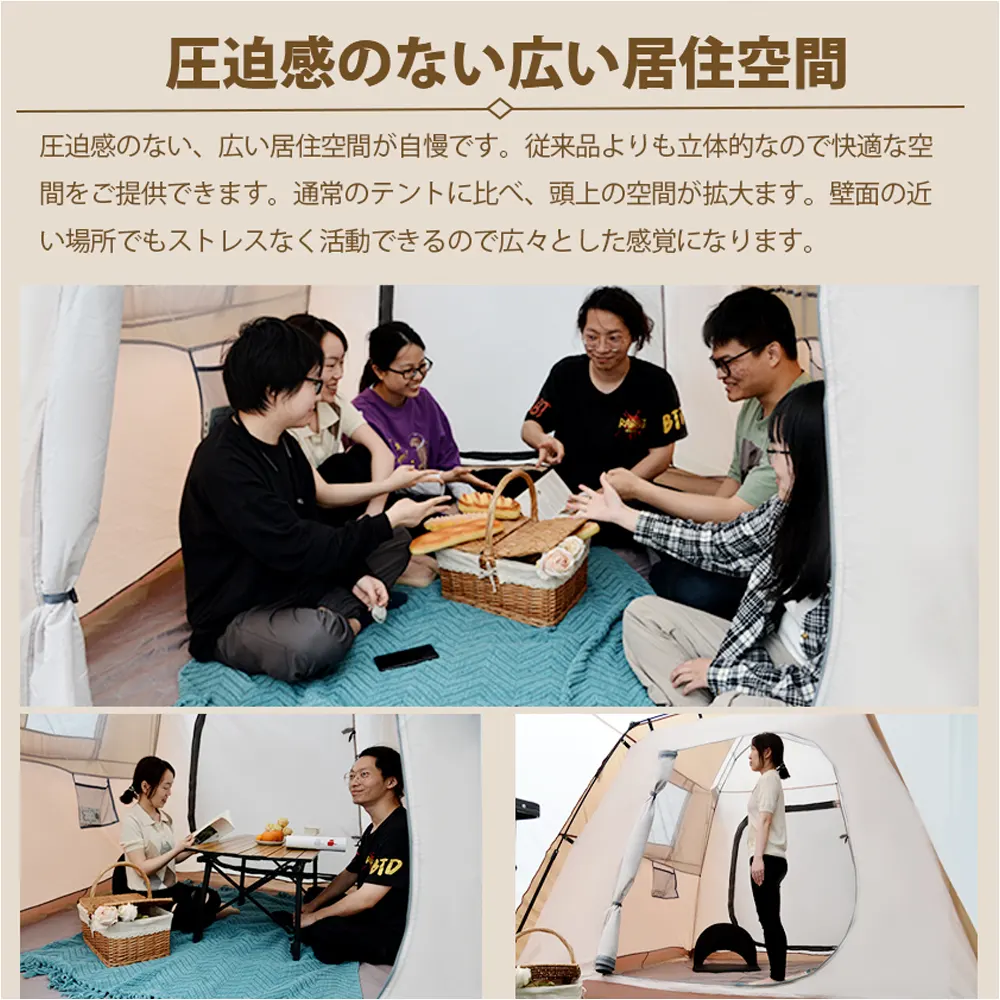 圧迫感のない広い居住空間
圧迫感のない、広い居住空間が自慢です。従来品よりも立体的なので快適な空
間をご提供できます。通常のテントに比べ、頭上の空間が拡大ます。壁面の近
い場所でもストレスなく活動できるので広々とした感覚になります。
BTD
BTD